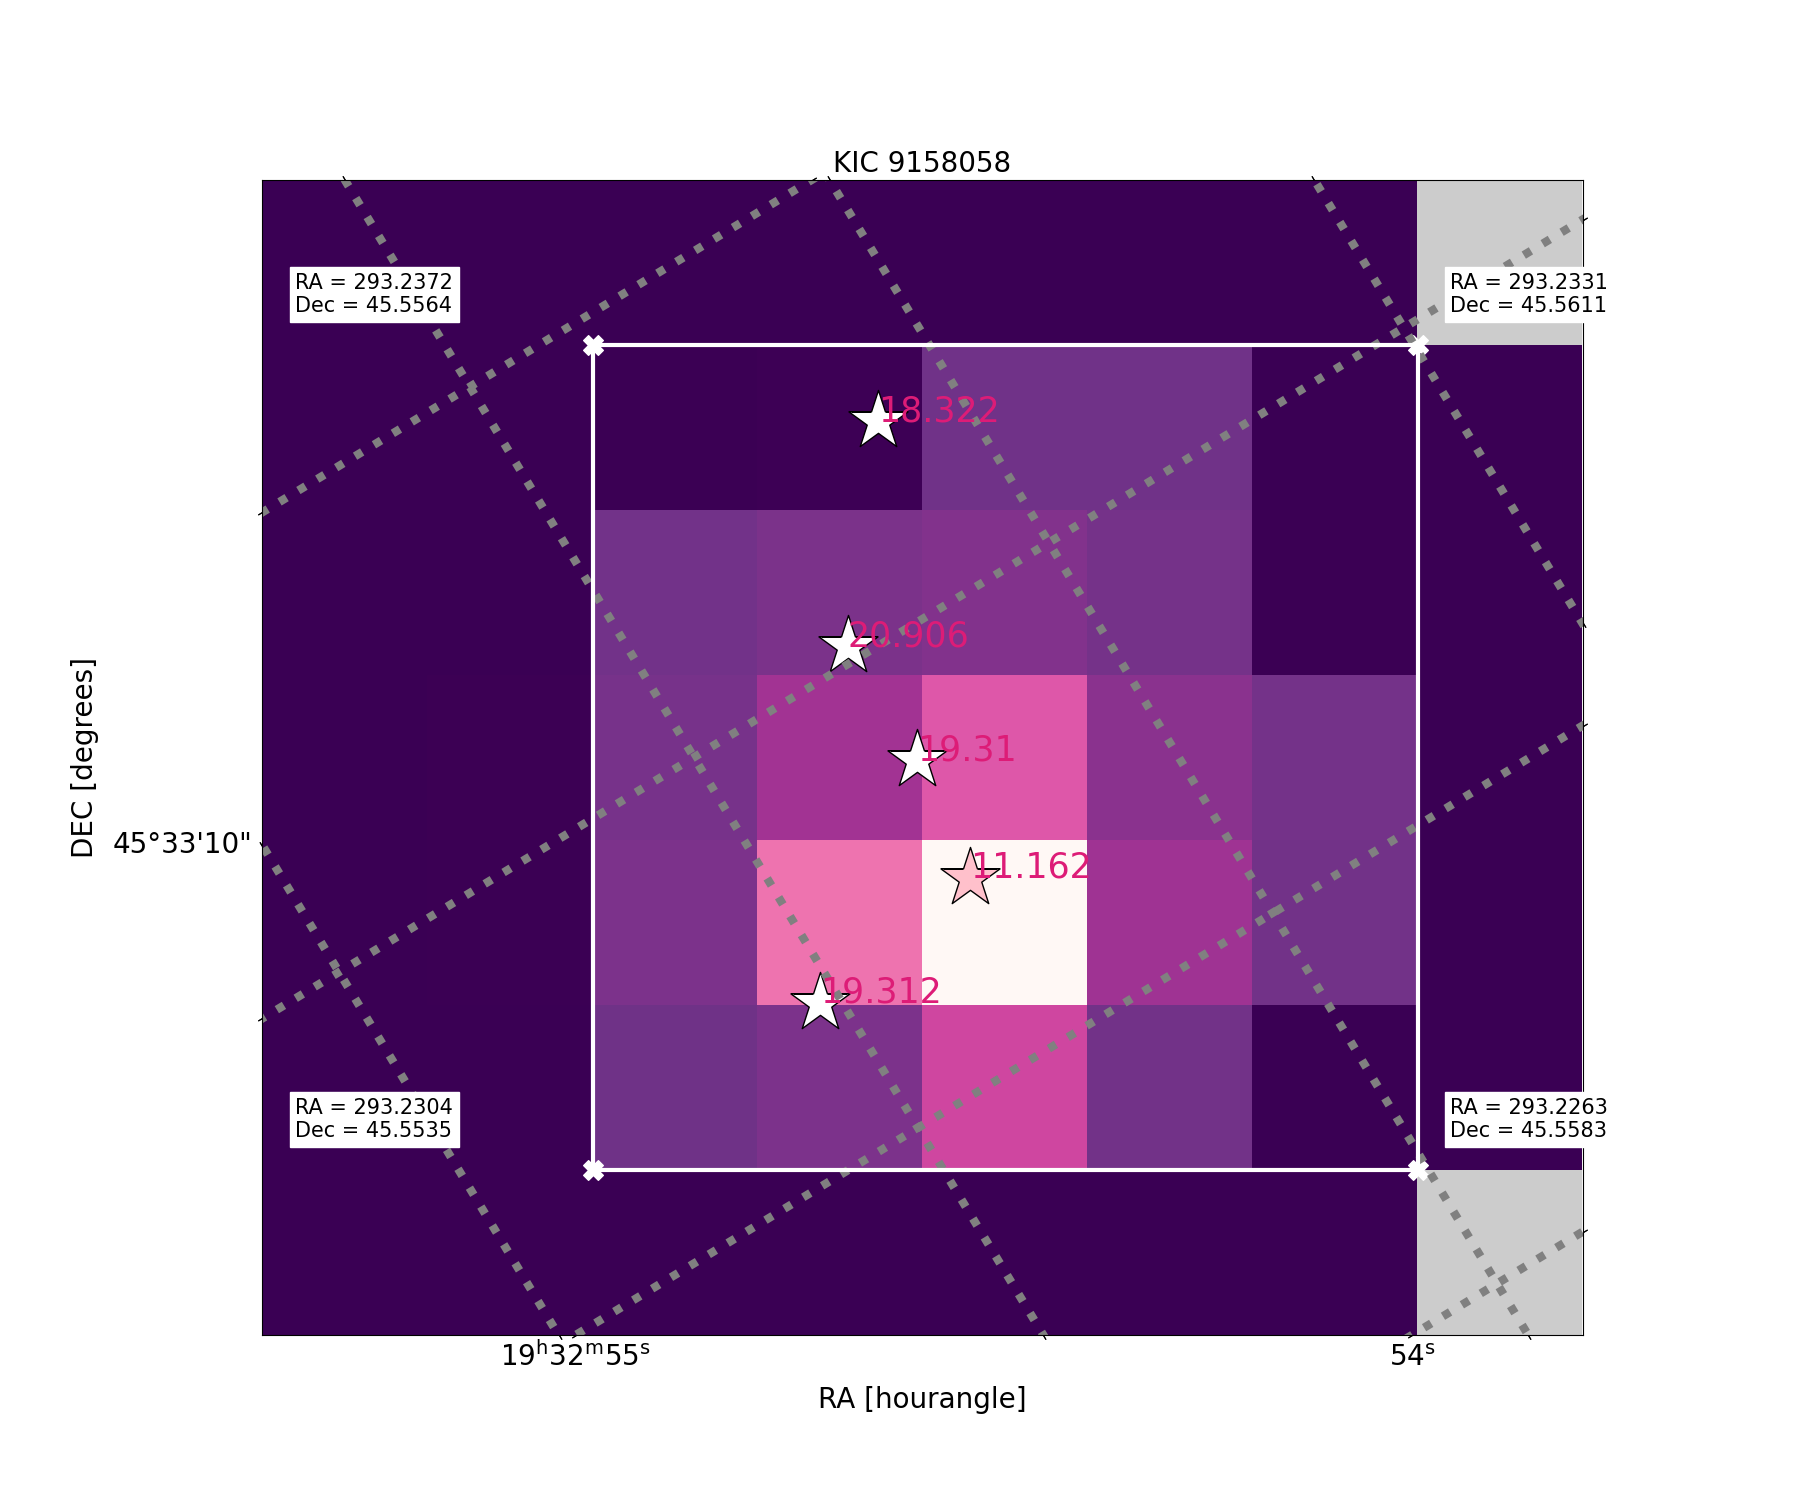 KIC 9158058
RA = 293.2372
Dec = 45.5564
RA = 293.2331
Dec = 45.5611
18.322
20.906
19.31
DEC [degrees]
45°33'10"
11.162
19.312
RA = 293.2304
Dec = 45.5535
RA = 293.2263
Dec = 45.5583
19ʰ32ᵐ55ˢ
54ˢ
RA [hourangle]